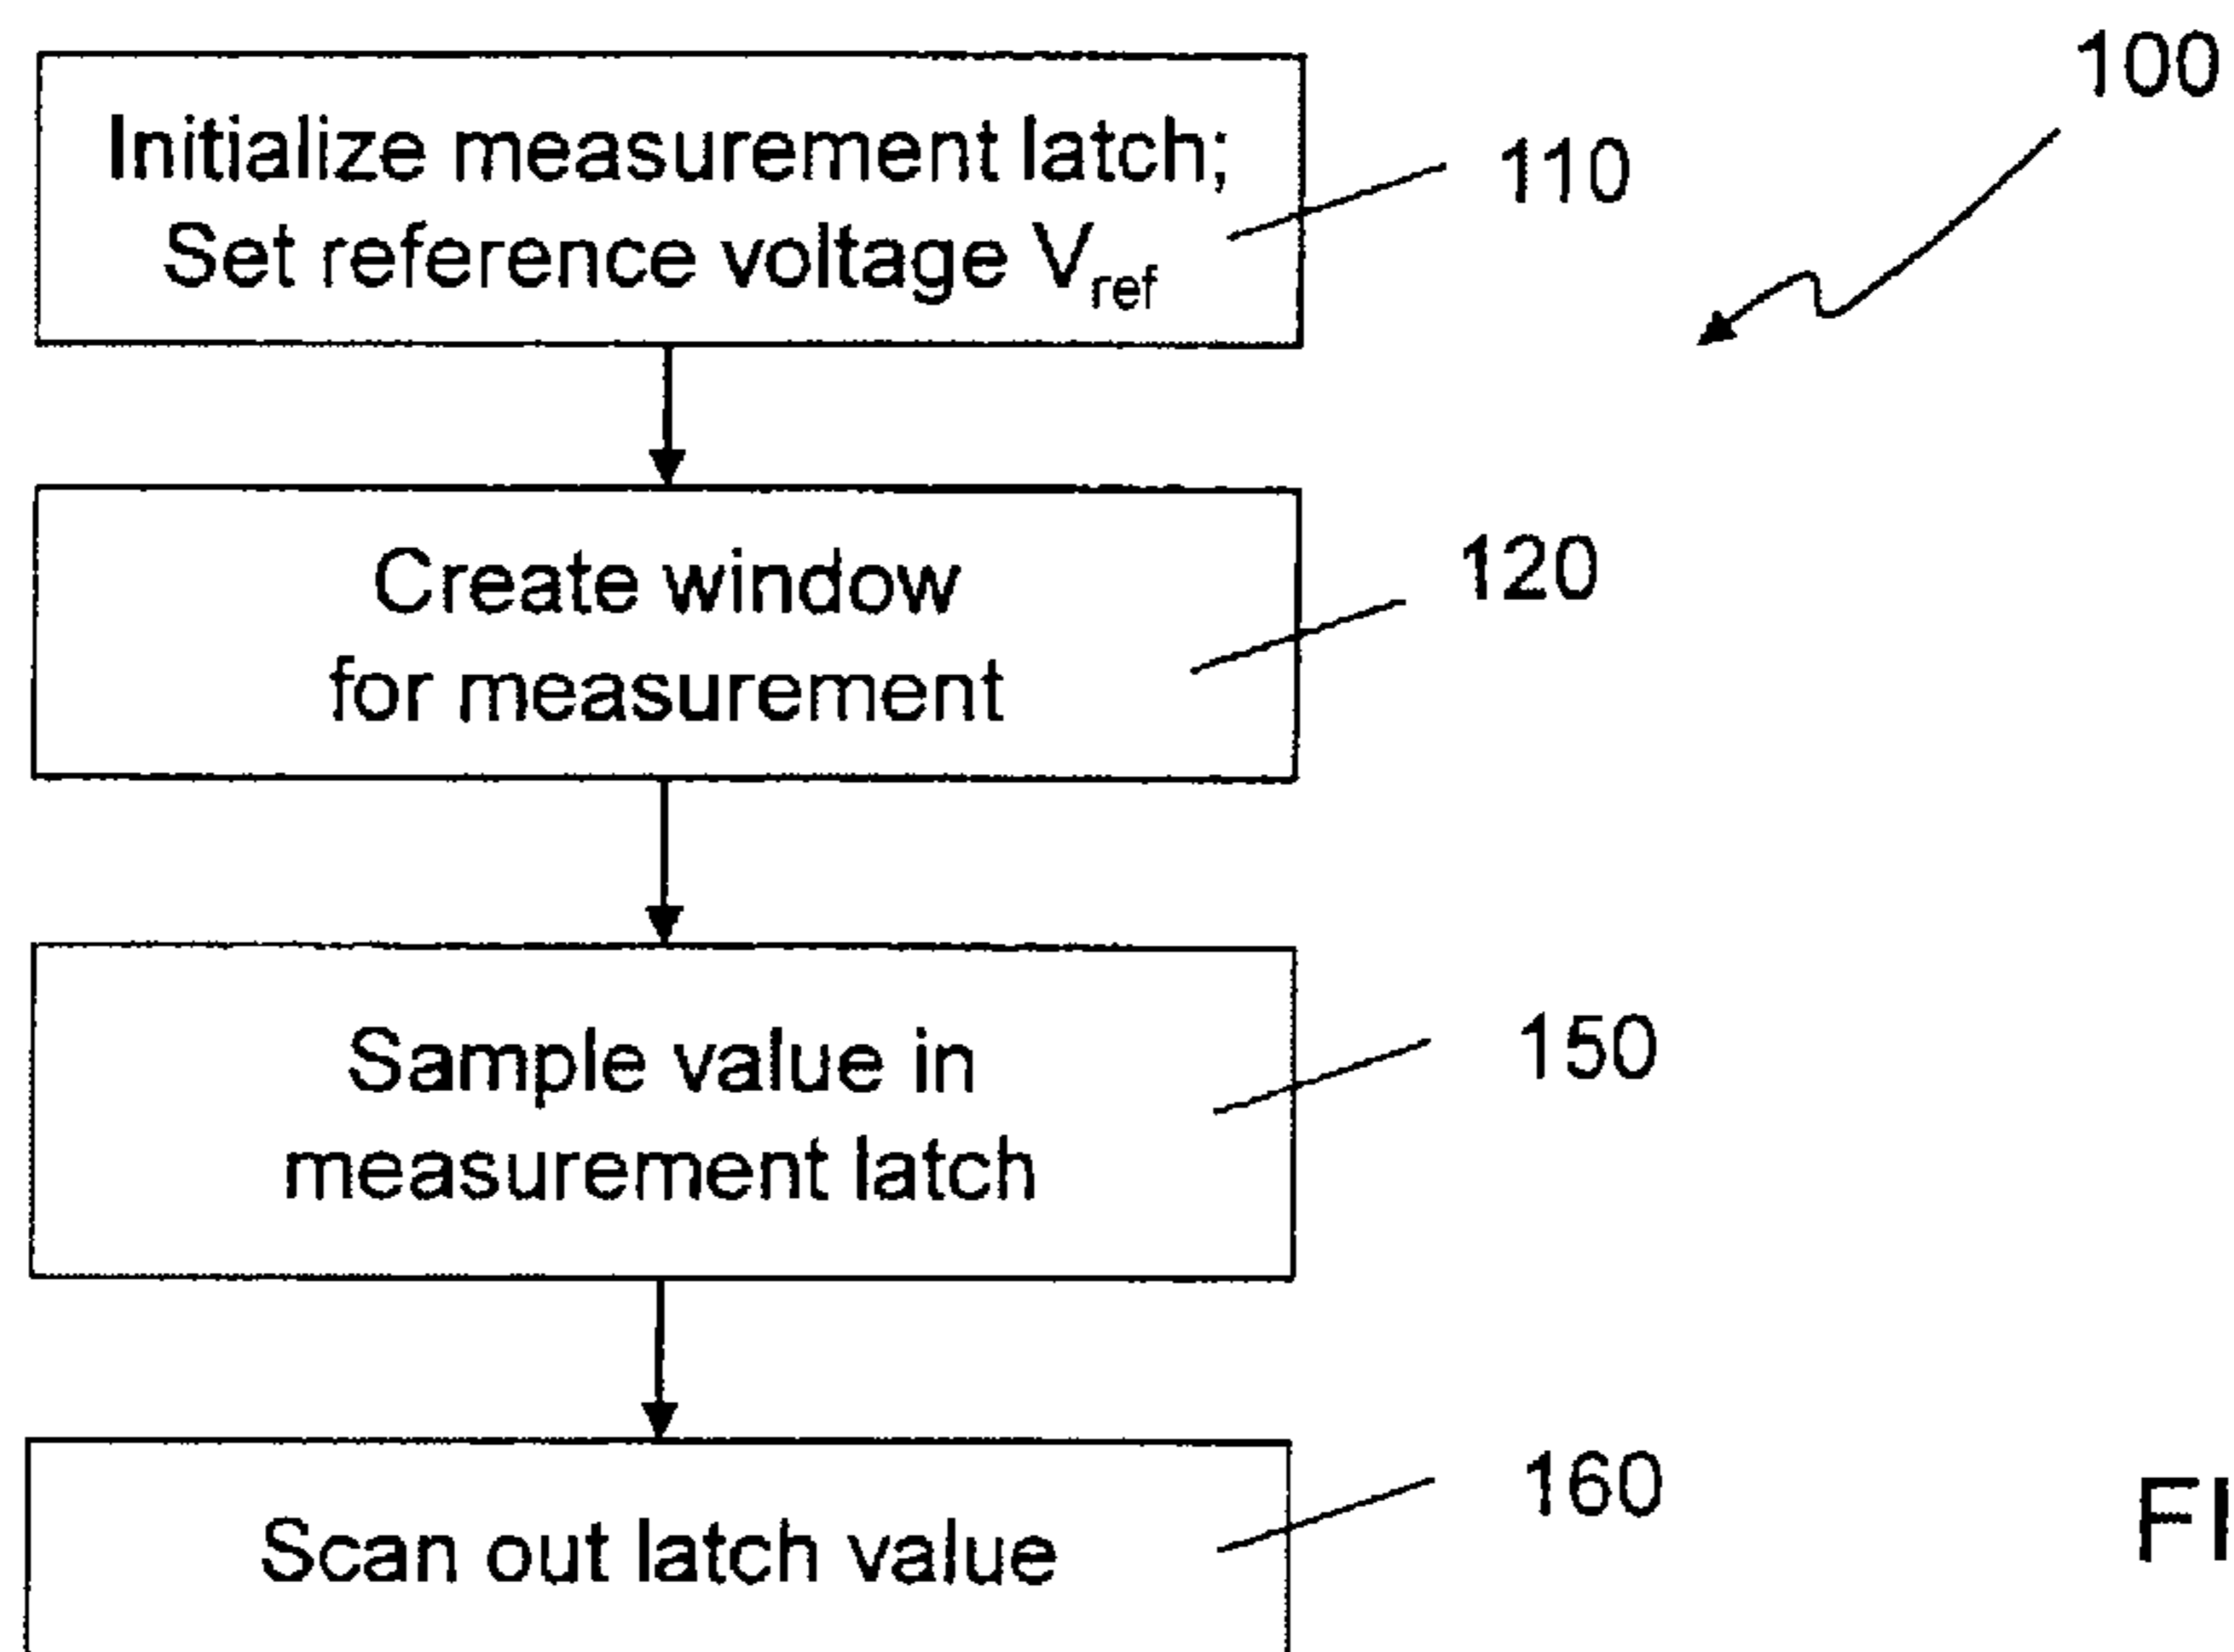 100
Initialize measurement latch;
Set reference voltage Vref
110
Create window
for measurement
120
Sample value in
measurement latch
150
Scan out latch value
160